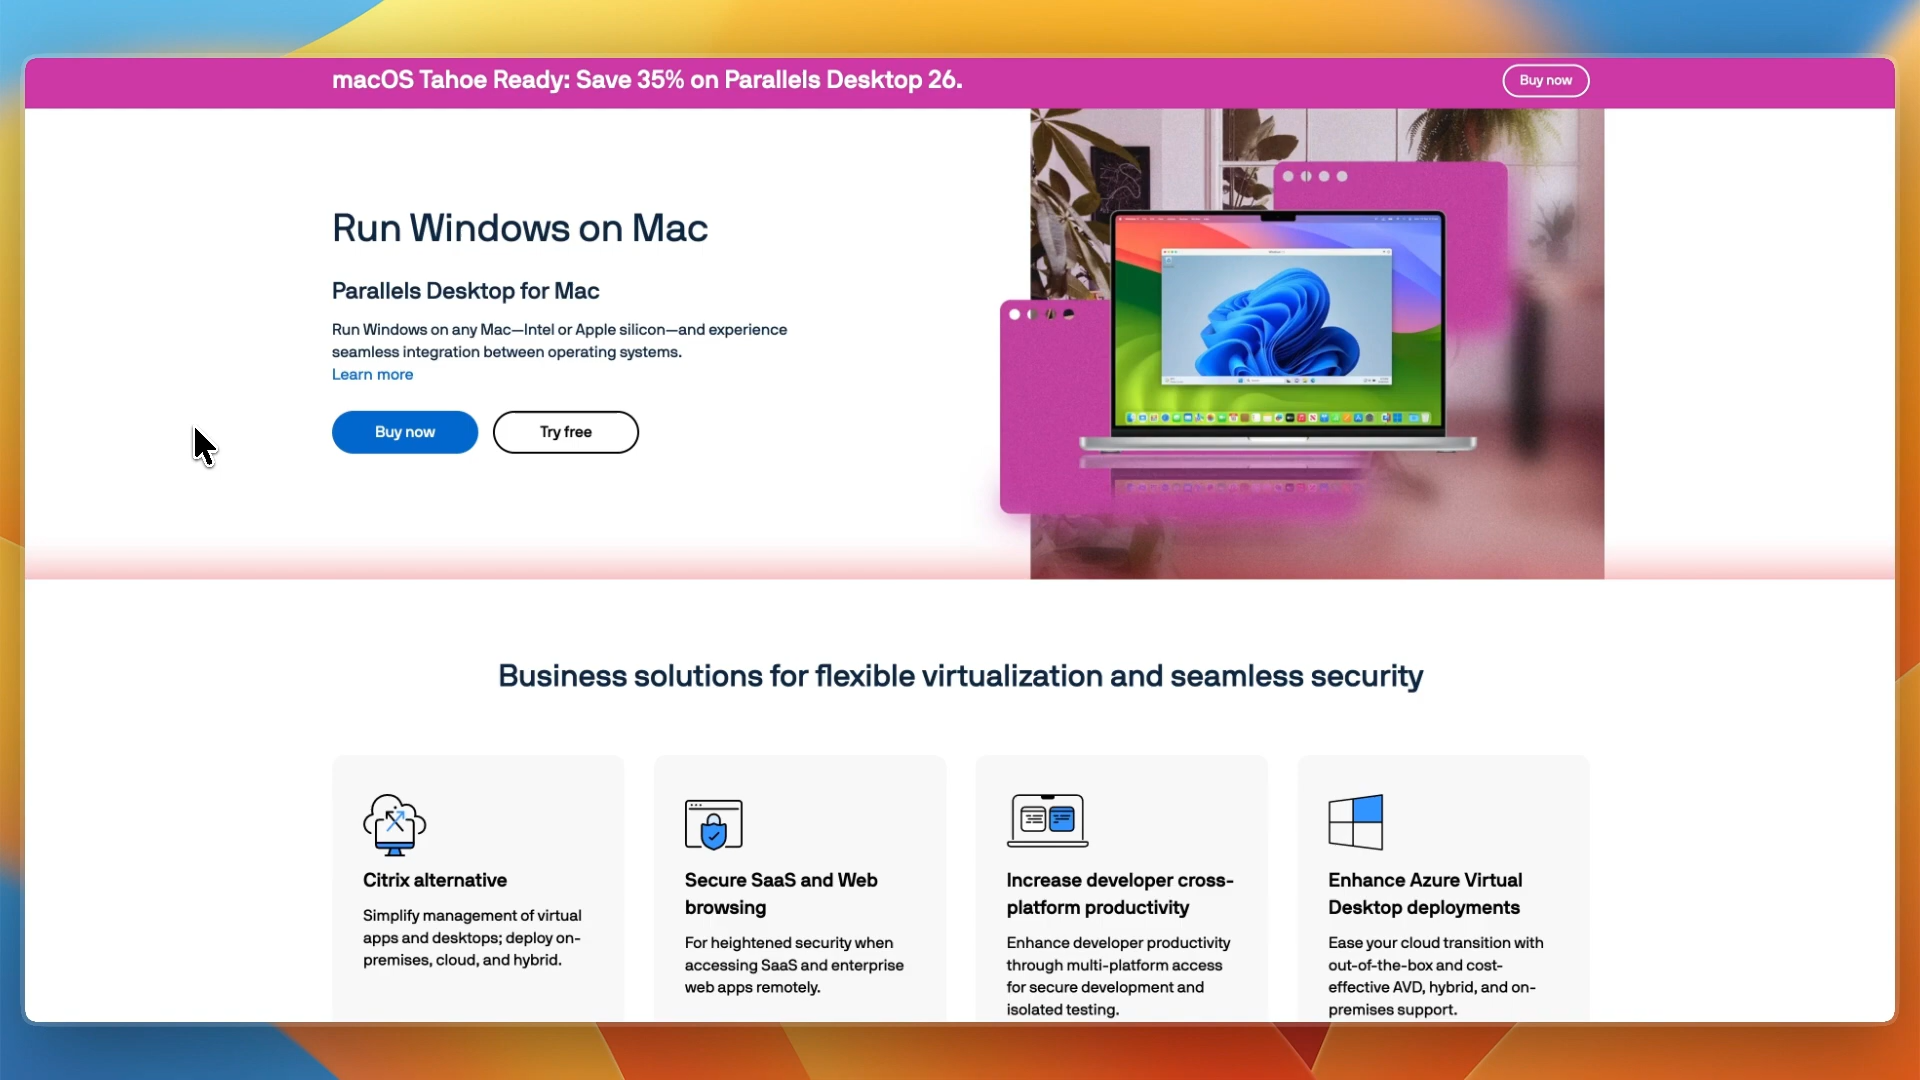 macOS Tahoe Ready: Save 35% on Parallels Desktop 26.
Buy now
Run Windows on Mac
Parallels Desktop for Mac
Run Windows on any Mac—Intel or Apple silicon—and experience
seamless integration between operating systems.
Learn more
Buy now
Try free
Business solutions for flexible virtualization and seamless security
Citrix alternative
Simplify management of virtual
apps and desktops; deploy on-
premises, cloud, and hybrid.
Secure SaaS and Web
browsing
For heightened security when
accessing SaaS and enterprise
web apps remotely.
Increase developer cross-
platform productivity
Enhance developer productivity
through multi-platform access
for secure development and
isolated testing.
Enhance Azure Virtual
Desktop deployments
Ease your cloud transition with
out-of-the-box and cost-
effective AVD, hybrid, and on-
premises support.